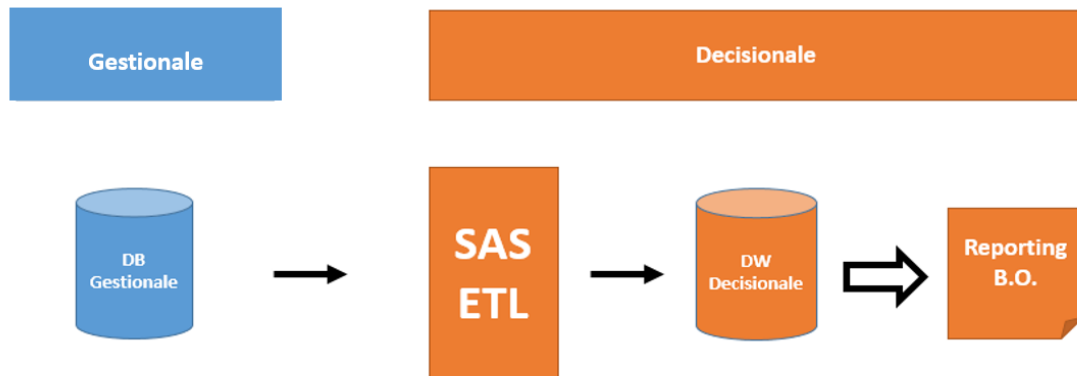 Gestionale
Decisionale
DB
Gestionale
SAS
ETL
DW
Decisionale
Reporting
B.O.